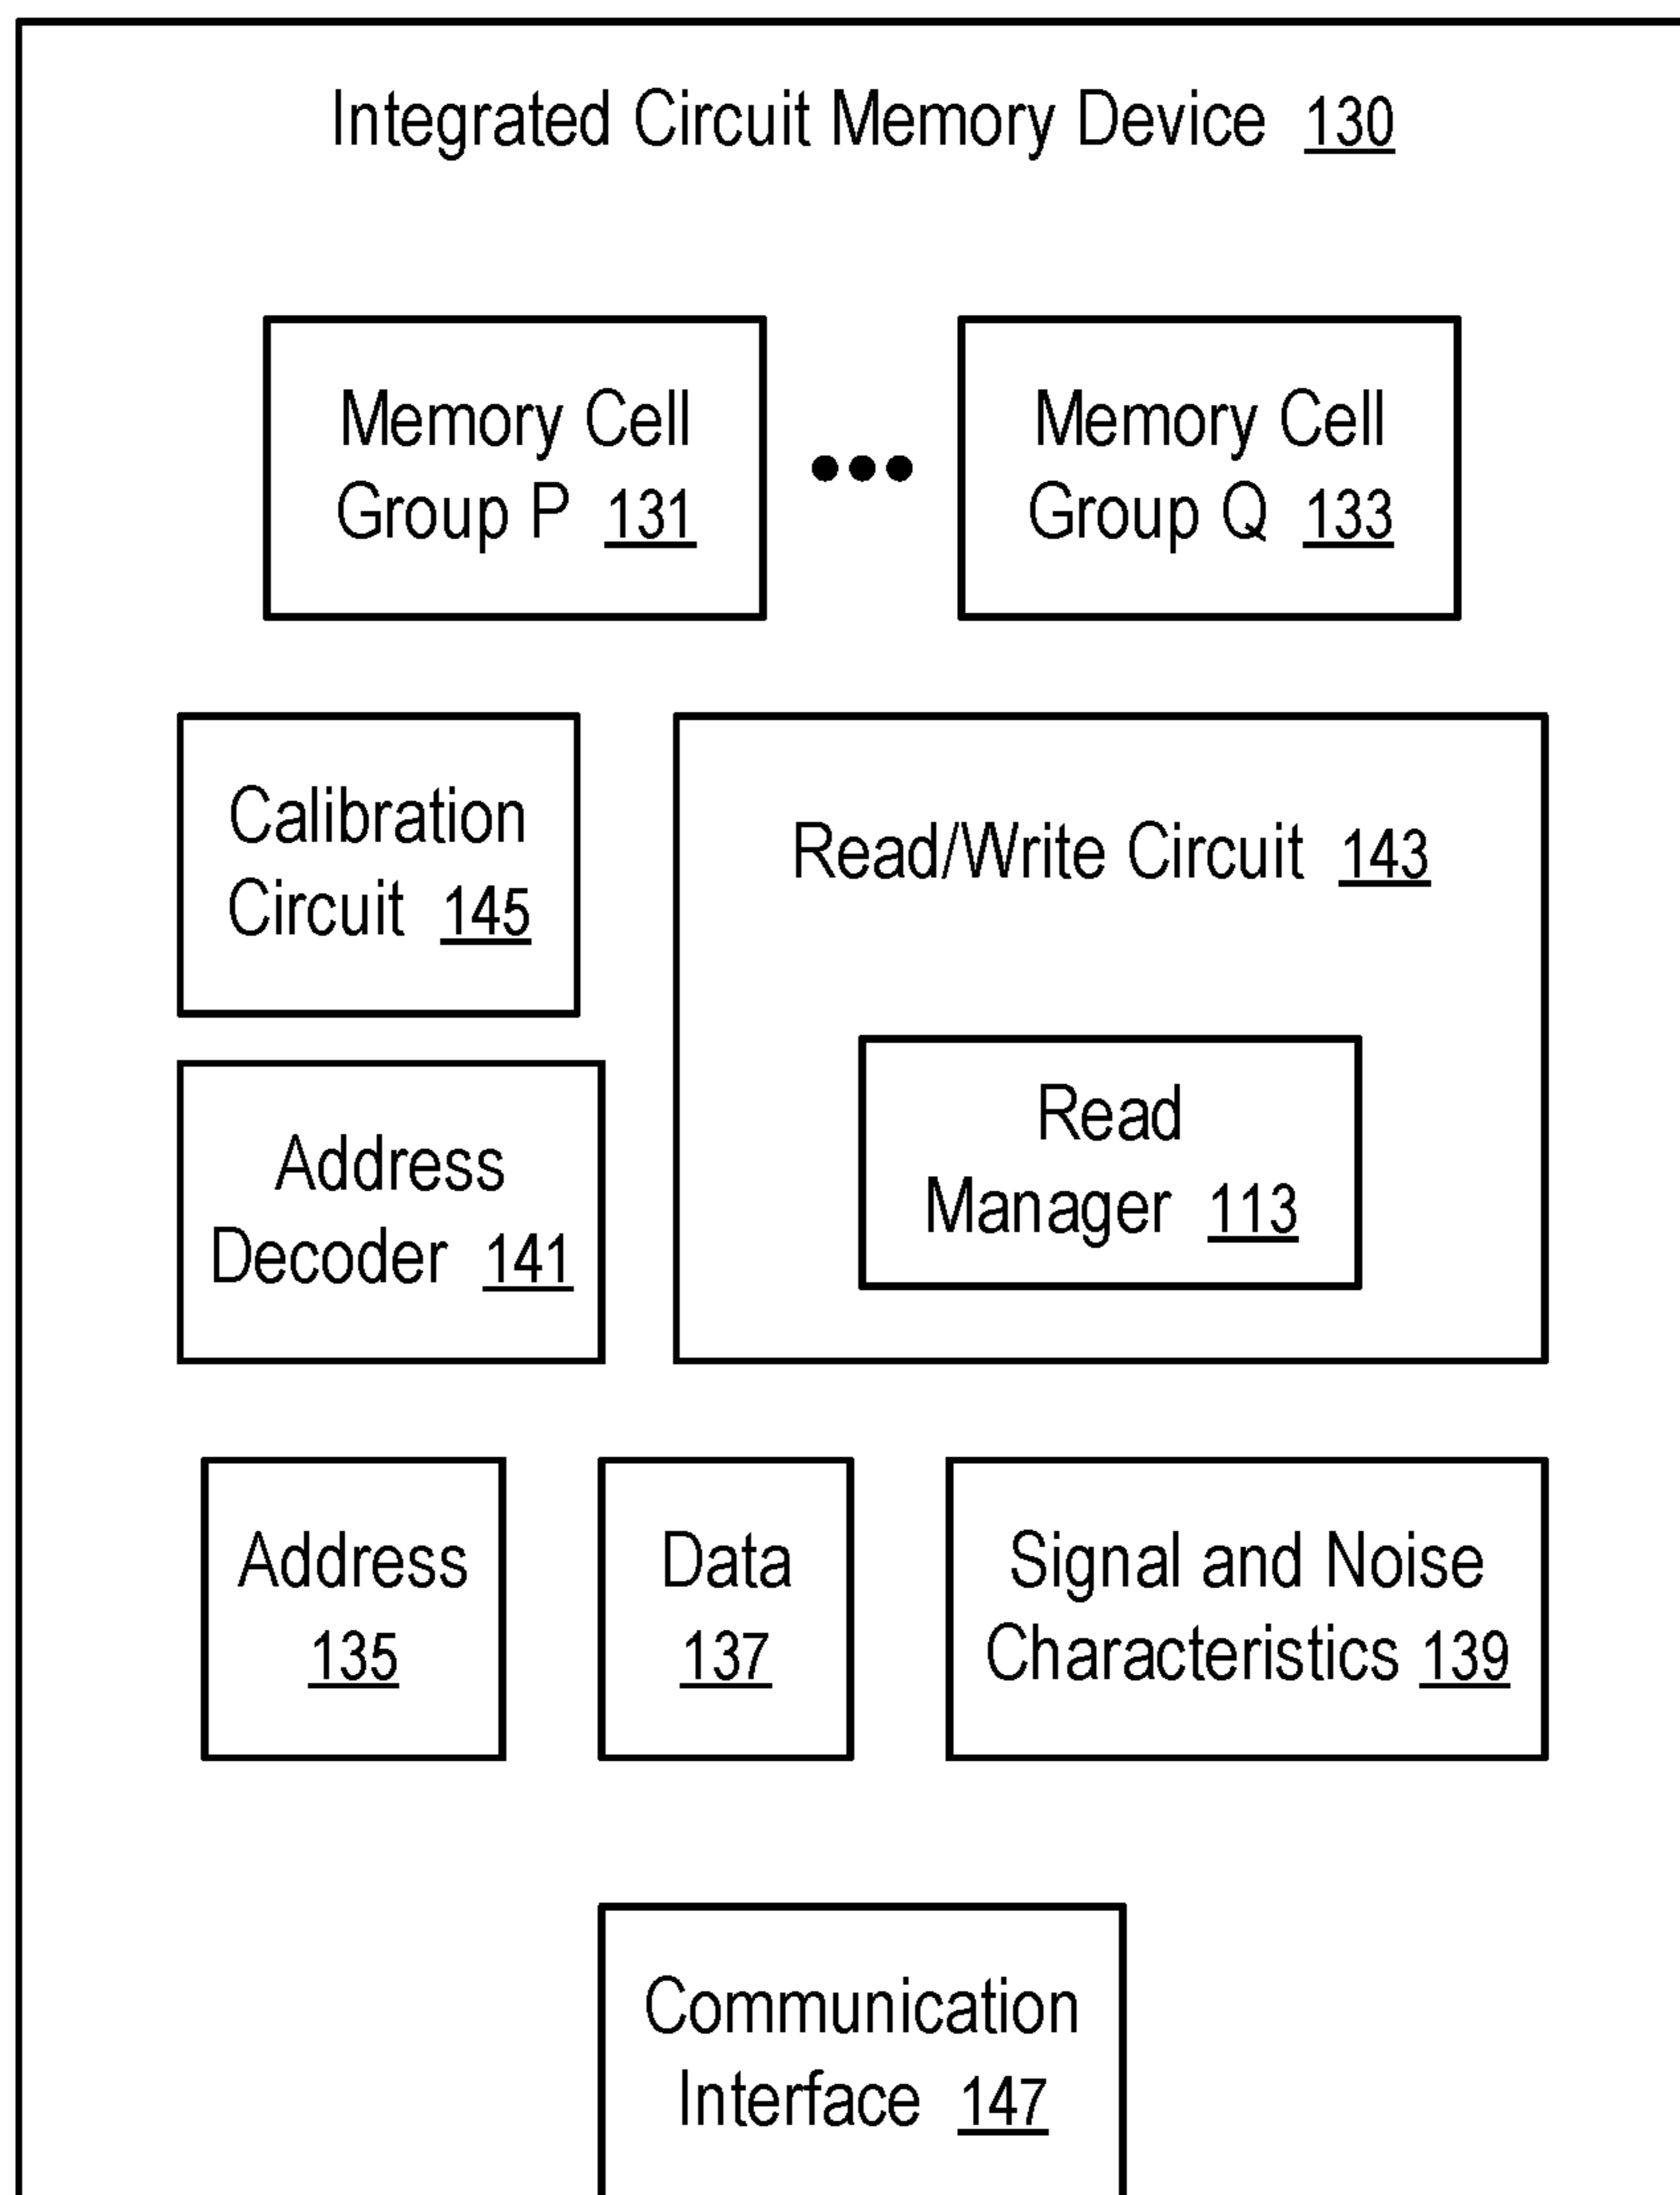 Integrated Circuit Memory Device 130
Memory Cell
Group P 131
Memory Cell
Group Q 133
Calibration
Circuit 145
Read/Write Circuit 143
Read
Manager 113
Address
Decoder 141
Address
135
Data
137
Signal and Noise
Characteristics 139
Communication
Interface 147